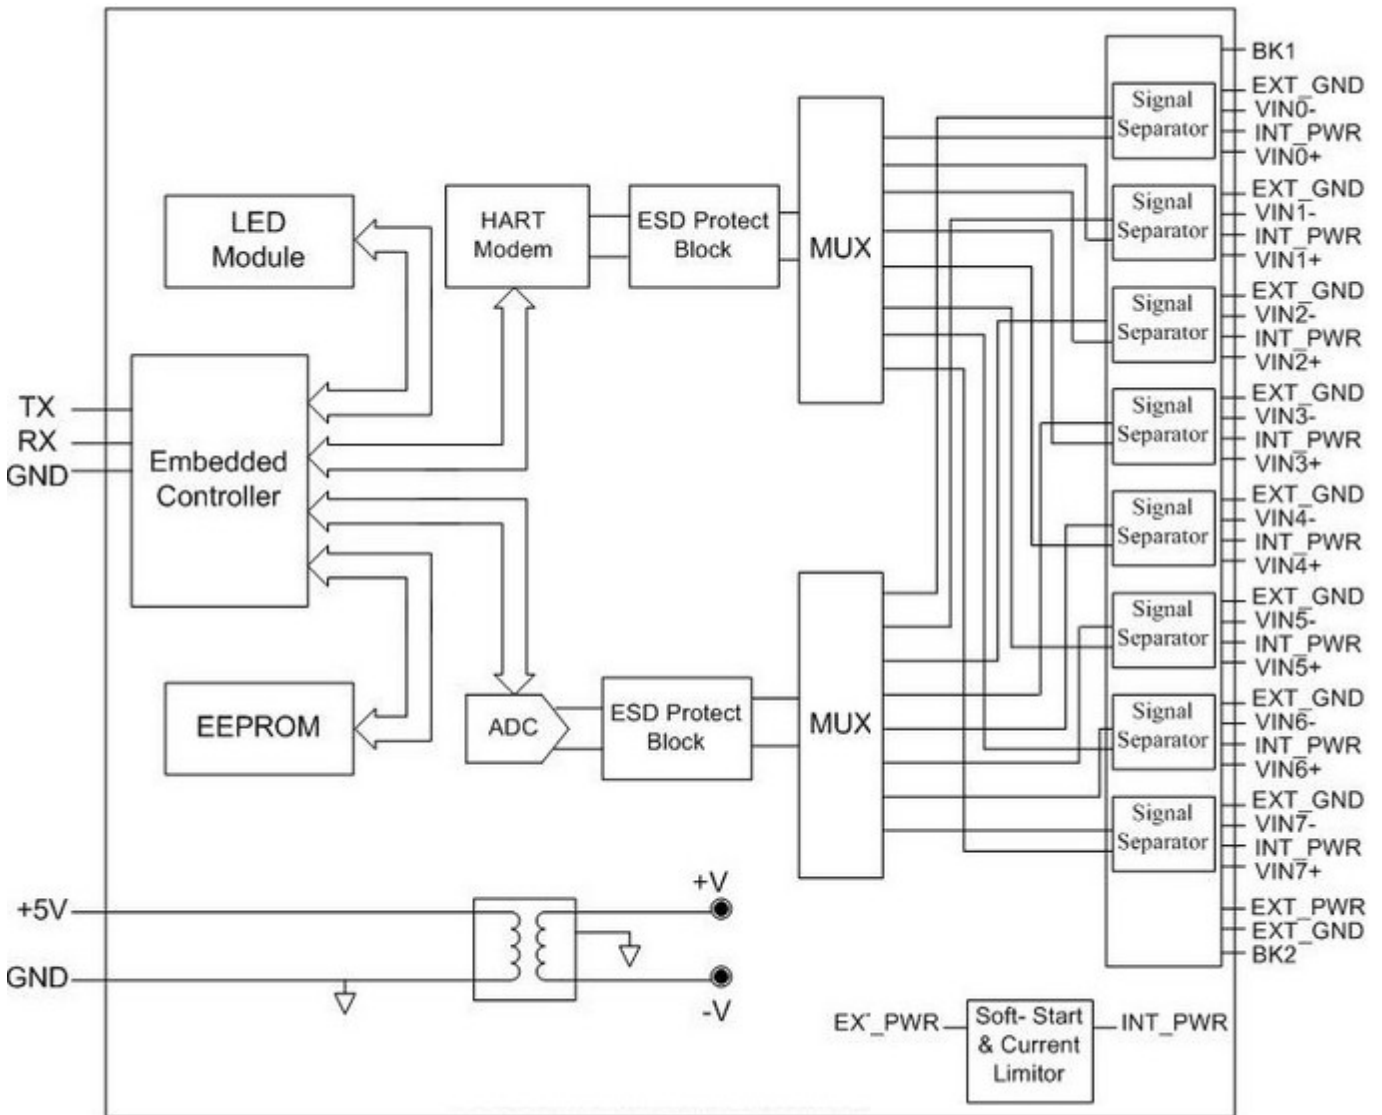 BK1
EXT_GND
VIN0-
INT_PWR
VIN0+
Signal
Separator
EXT_GND
VIN1-
INT_PWR
VIN1+
Signal
Separator
EXT_GND
VIN2-
INT_PWR
VIN2+
Signal
Separator
EXT_GND
VIN3-
INT_PWR
VIN3+
Signal
Separator
EXT_GND
VIN4-
INT_PWR
VIN4+
Signal
Separator
EXT_GND
VIN5-
INT_PWR
VIN5+
Signal
Separator
EXT_GND
VIN6-
INT_PWR
VIN6+
Signal
Separator
EXT_GND
VIN7-
INT_PWR
VIN7+
Signal
Separator
EXT_PWR
EXT_GND
BK2
LED
Module
HART
Modem
ESD Protect
Block
MUX
TX
RX
GND
Embedded
Controller
EEPROM
ADC
ESD Protect
Block
MUX
+5V
GND
+V
-V
EX-_PWR
Soft- Start
& Current
Limitor
INT_PWR